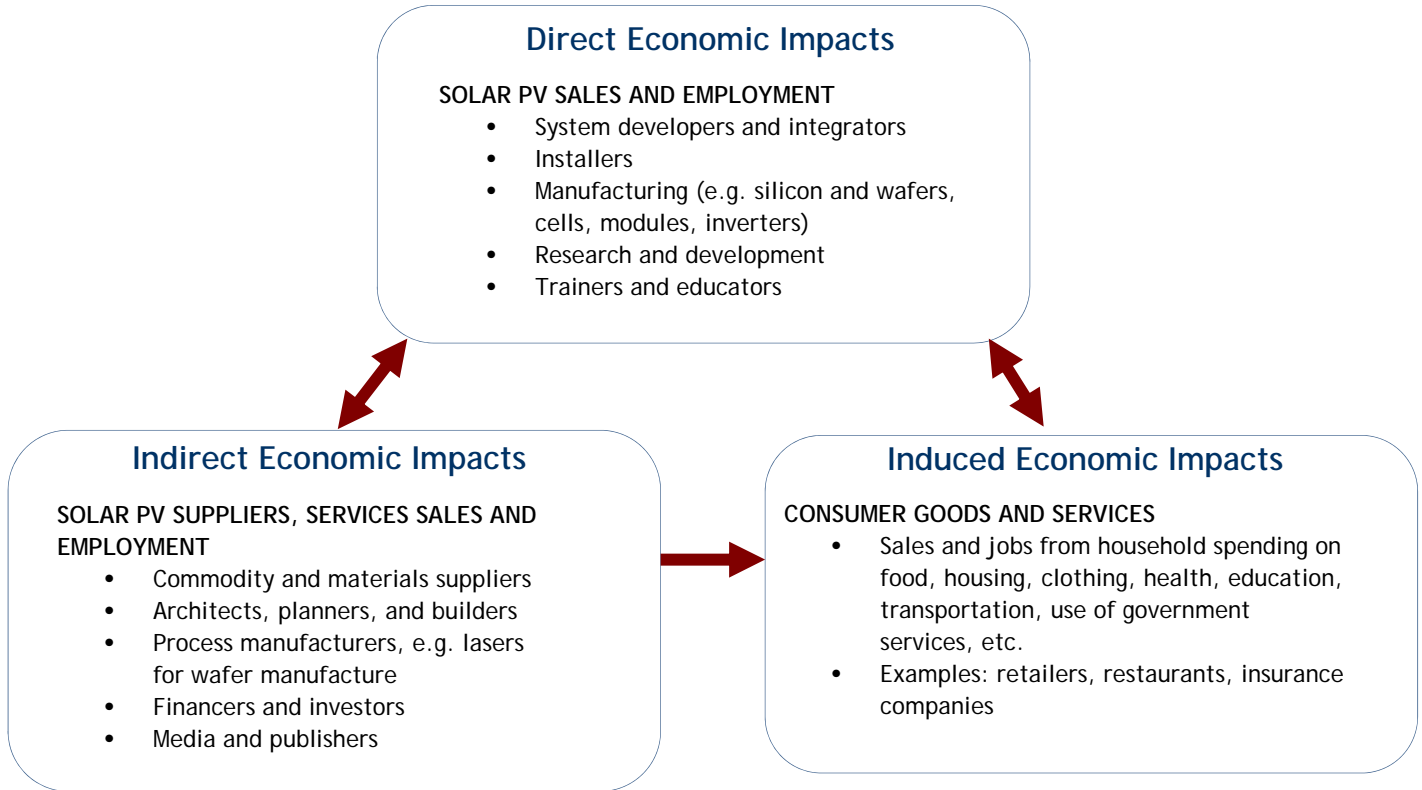 Direct Economic Impacts
SOLAR PV SALES AND EMPLOYMENT
• System developers and integrators
• Installers
• Manufacturing (e.g. silicon and wafers,
cells, modules, inverters)
• Research and development
• Trainers and educators
Indirect Economic Impacts
SOLAR PV SUPPLIERS, SERVICES SALES AND
EMPLOYMENT
• Commodity and materials suppliers
• Architects, planners, and builders
• Process manufacturers, e.g. lasers
for wafer manufacture
• Financers and investors
• Media and publishers
Induced Economic Impacts
CONSUMER GOODS AND SERVICES
• Sales and jobs from household spending on
food, housing, clothing, health, education,
transportation, use of government
services, etc.
• Examples: retailers, restaurants, insurance
companies